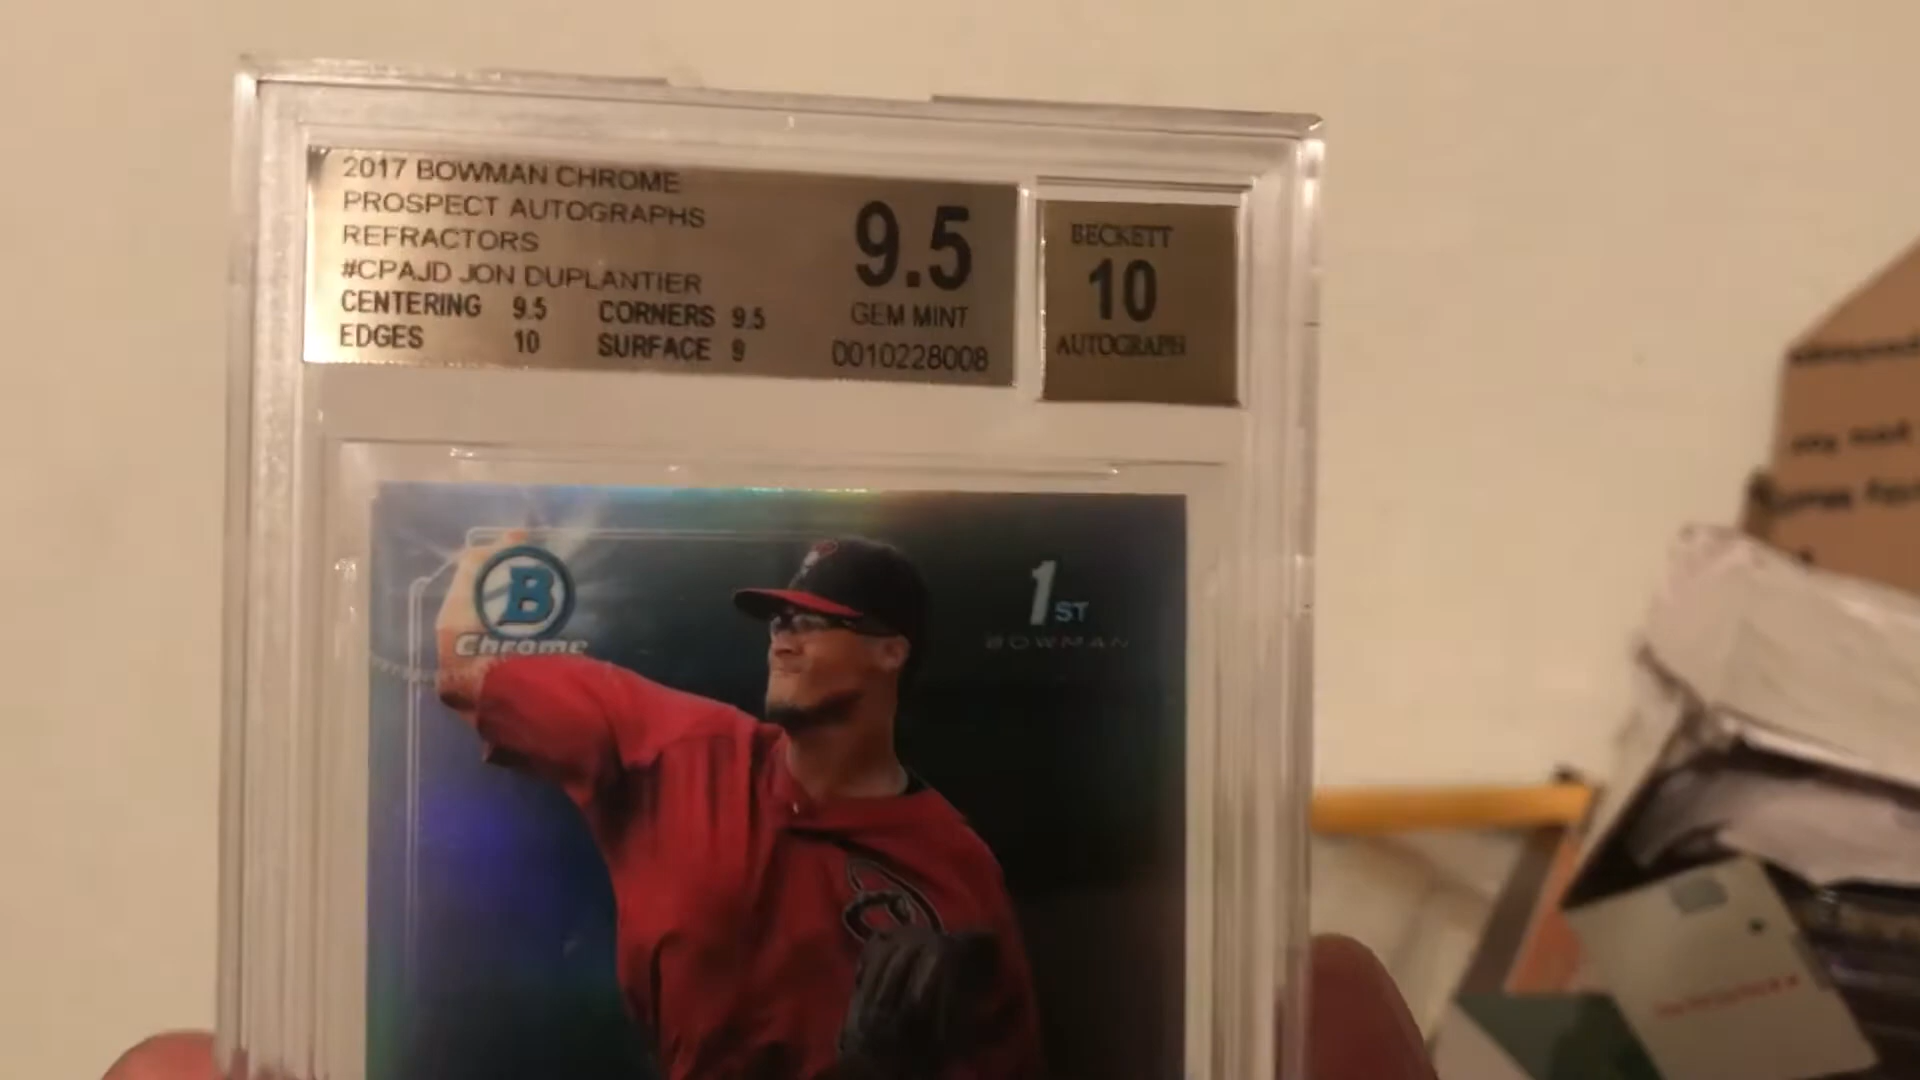 2017 BOWMAN CHROME
PROSPECT AUTOGRAPHS
REFRACTORS
#CPAJD JON DUPLANTIER
CENTERING 9.5 CORNERS 9.5
EDGES 10 SURFACE 9
9.5
GEM MINT
0010228008
BECKETT
10
AUTOGRAPH
B
Chrome
1ST
BOWMAN